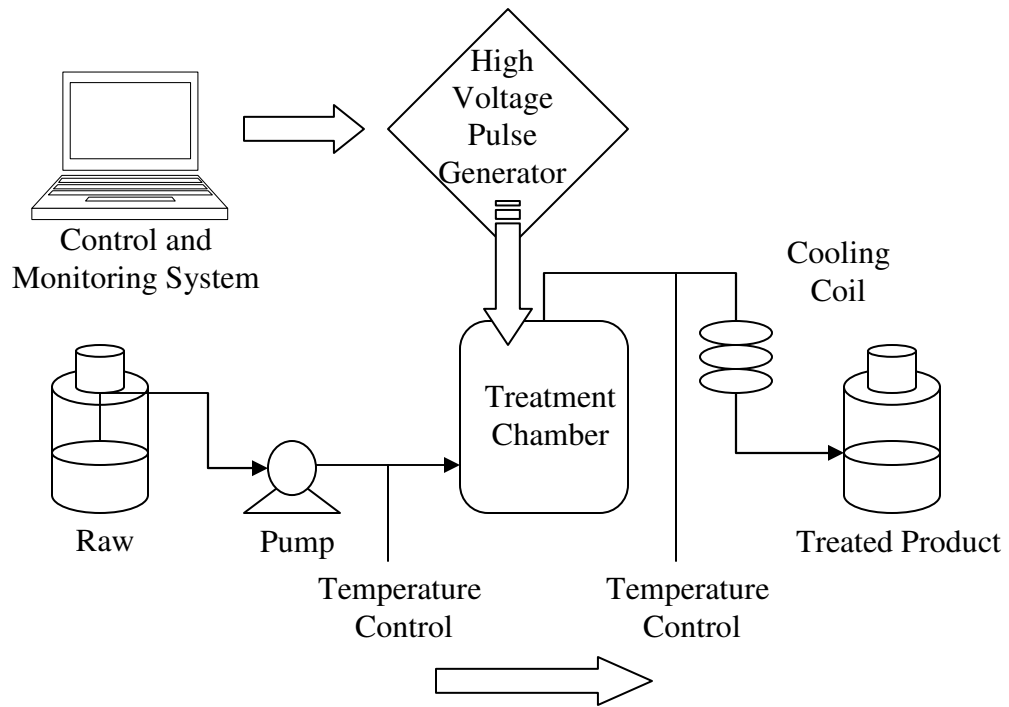 High
Voltage
Pulse
Generator
Control and
Monitoring System
Cooling
Coil
Treatment
Chamber
Raw
Pump
Treated Product
Temperature
Control
Temperature
Control